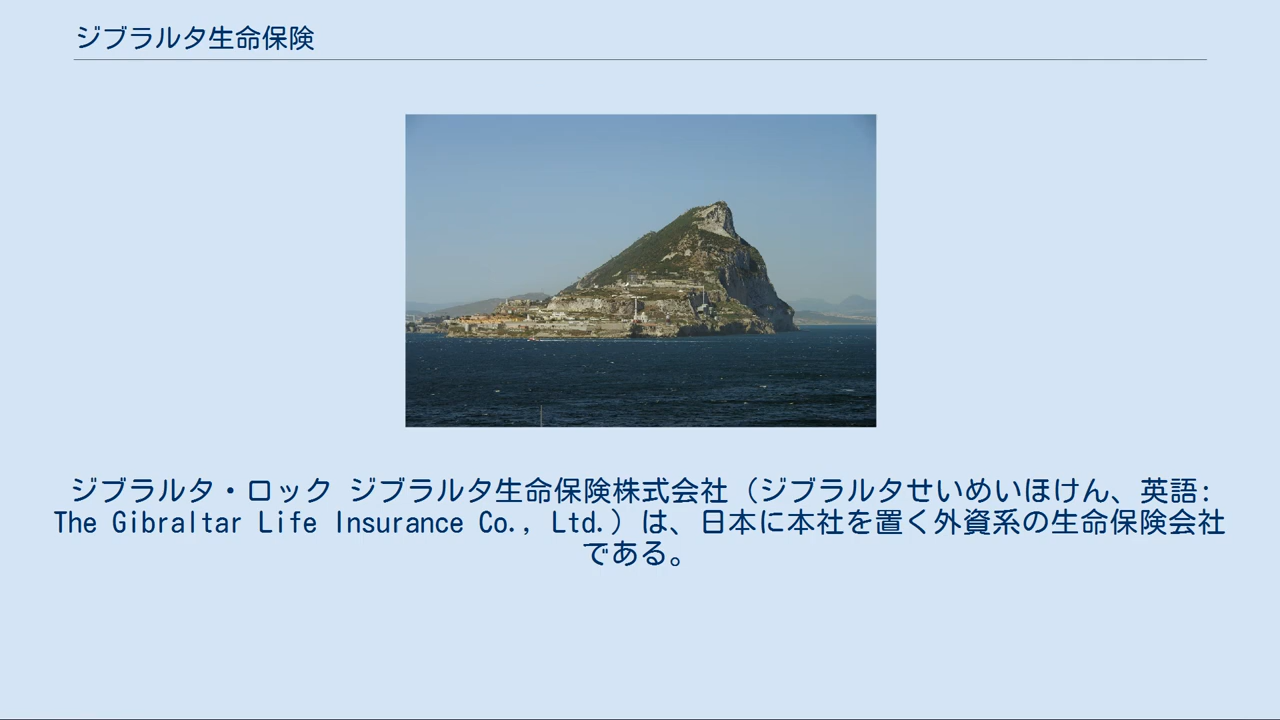 ジブラルタ生命保険
ジブラルタ・ロック ジブラルタ生命保険株式会社（ジブラルタせいめいほけん、英語:
The Gibraltar Life Insurance Co., Ltd.）は、日本に本社を置く外資系の生命保険会社
である。